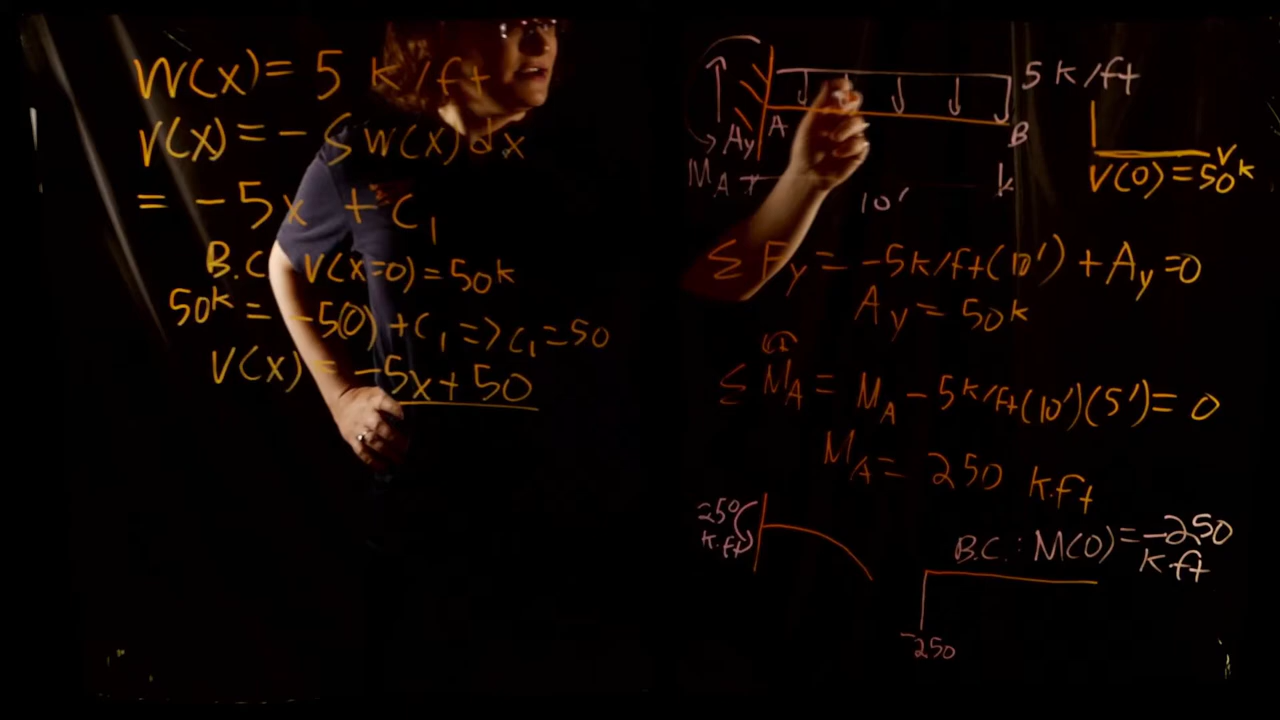 W(x) = 5 k/ft
V(x) = - ∫ w(x) dx
= -5x + C₁
B.C. V(x=0) = 50k
50k = -5(0) + C₁ => C₁ = 50
V(x) = -5x + 50
5 k/ft
A
Ay
B
MA
10'
V
V(0) = 50k
Σ Fy = -5k/ft(10') + Ay = 0
Ay = 50k
Σ MA = MA - 5k/ft(10')(5') = 0
MA = 250 k.ft
250
k.ft
B.C.: M(0) = -250
k ft
-250